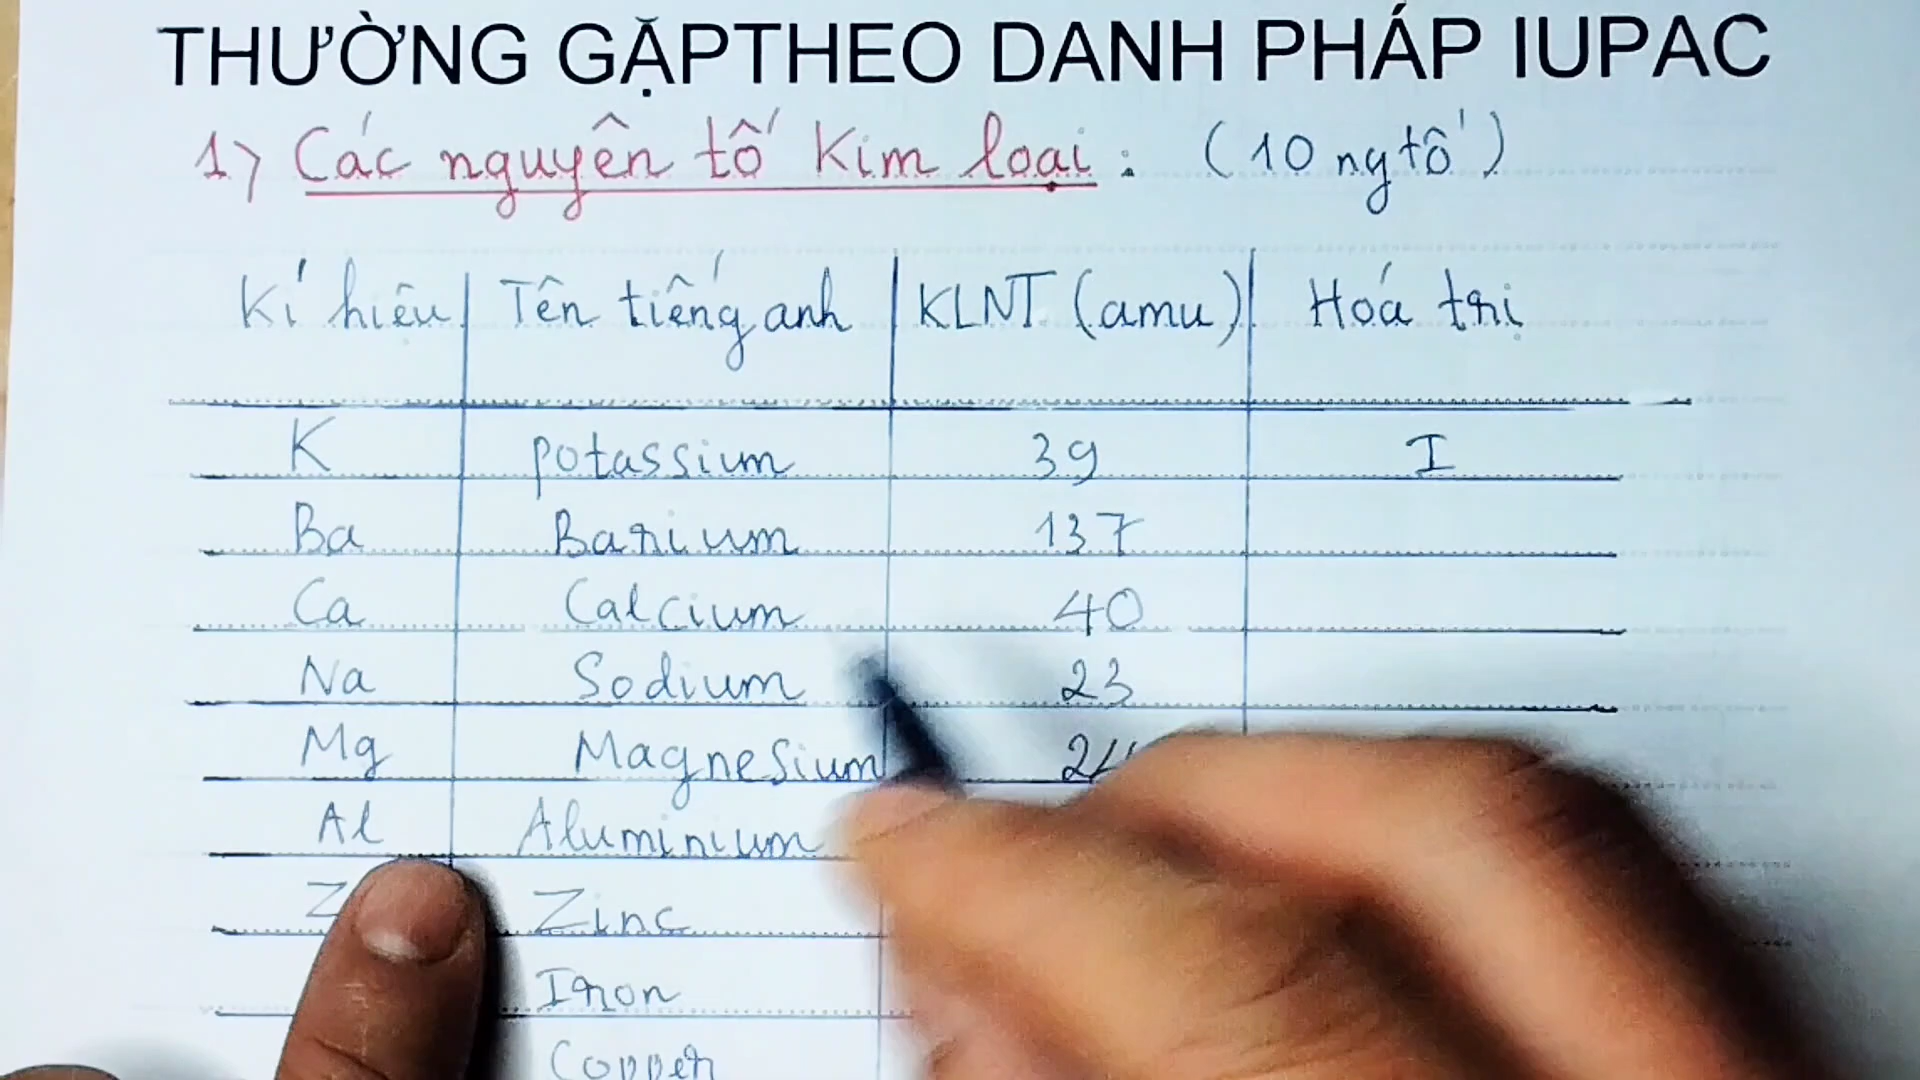 THƯỜNG GẶPTHEO DANH PHÁP IUPAC
1) Các nguyên tố Kim loại : (10 ng tố)
Kí hiệu Tên tiếng anh KLNT (amu) Hoá trị
K potassium 39 I
Ba Barium 137
Ca Calcium 40
Na Sodium 23
Mg Magnesium
Al Aluminium
Zinc
Iron
Copper